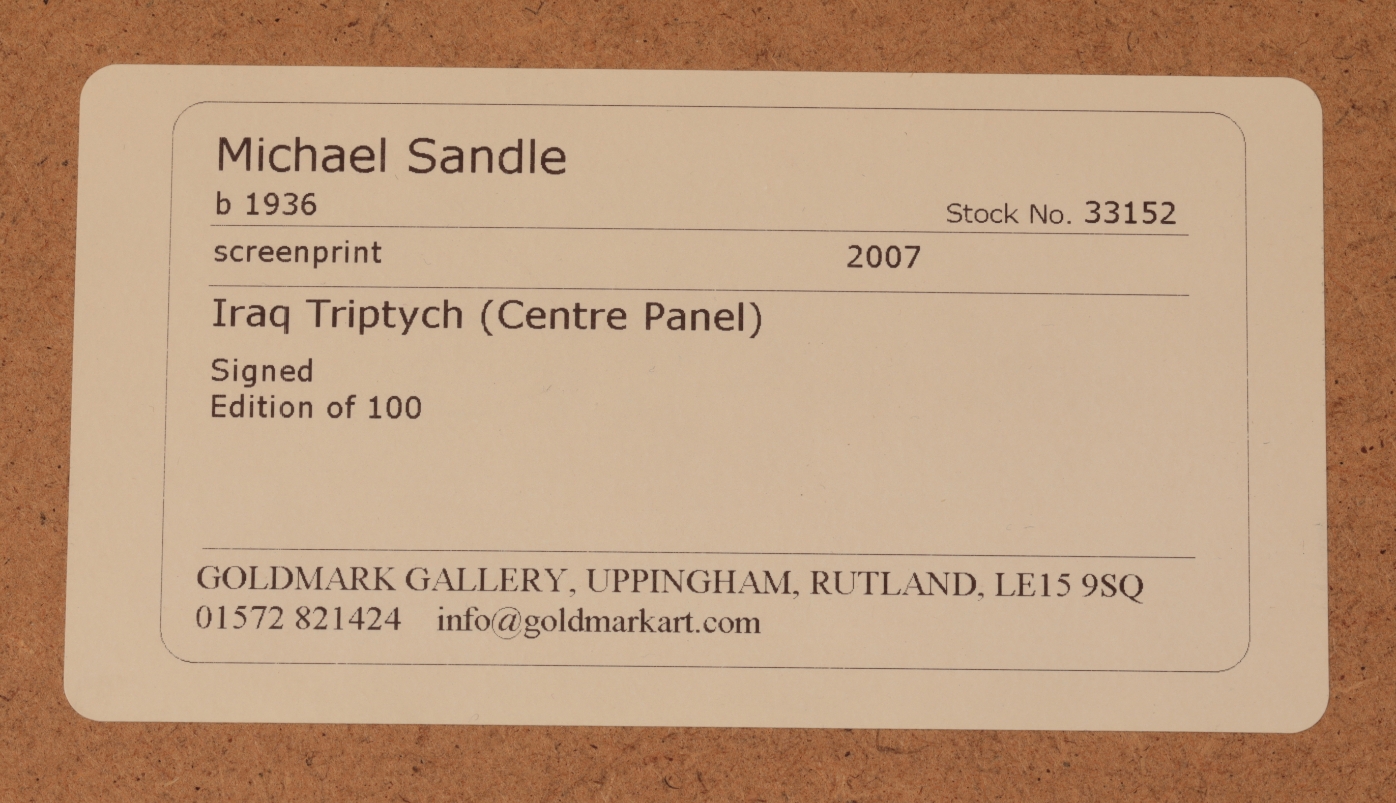 Michael Sandle
b 1936
Stock No. 33152
screenprint 2007
Iraq Triptych (Centre Panel)
Signed
Edition of 100
GOLDMARK GALLERY, UPPINGHAM, RUTLAND, LE15 9SQ
01572 821424 info@goldmarkart.com